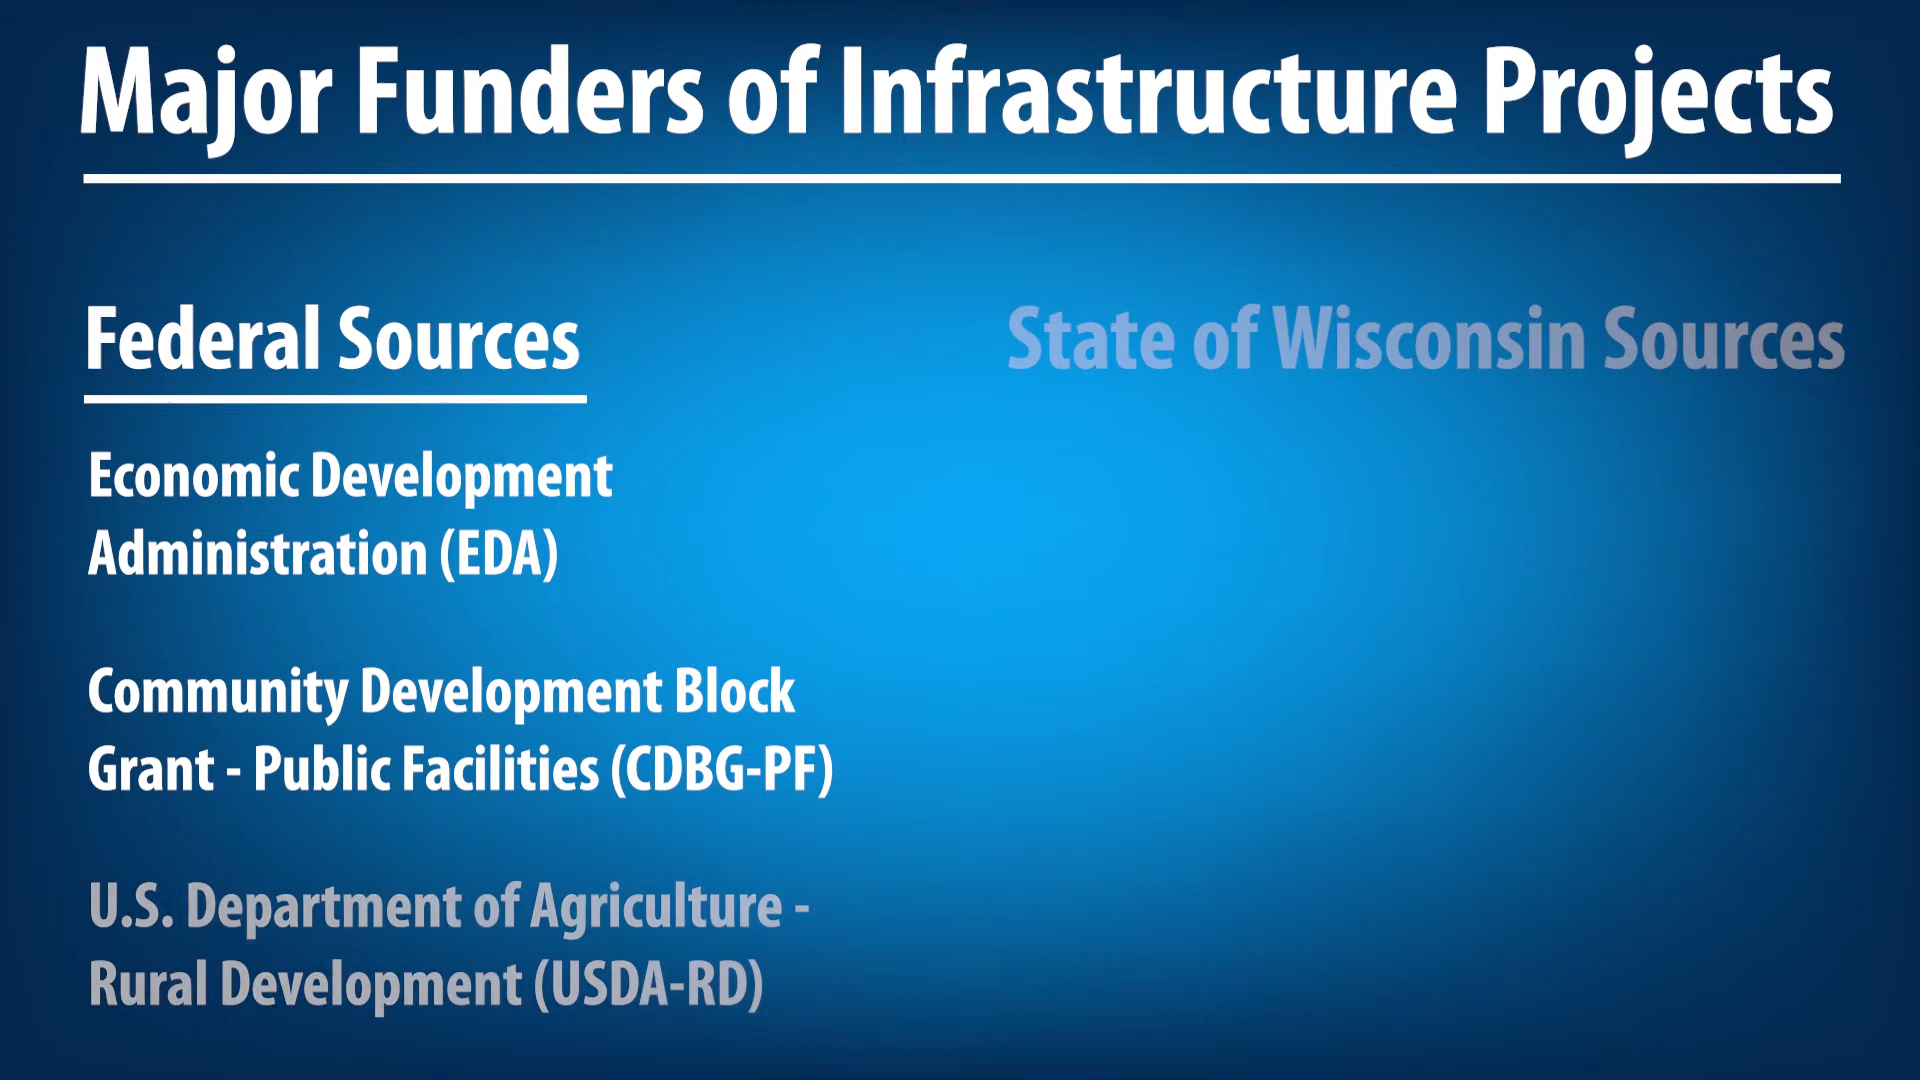 Major Funders of Infrastructure Projects
Federal Sources
Economic Development
Administration (EDA)
Community Development Block
Grant - Public Facilities (CDBG-PF)
U.S. Department of Agriculture -
Rural Development (USDA-RD)
State of Wisconsin Sources